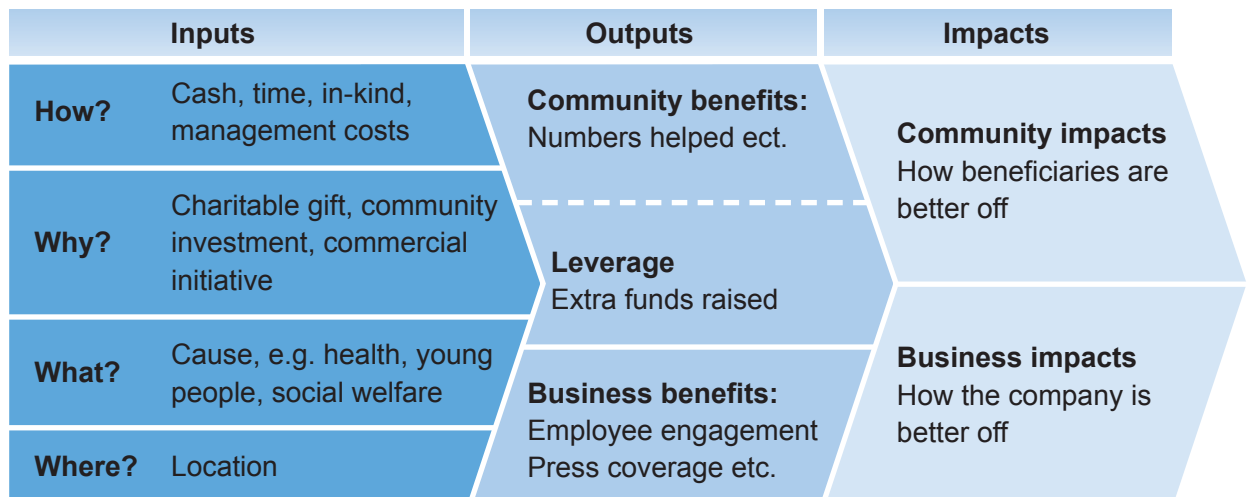 Inputs
Outputs
Impacts
How?
Cash, time, in-kind,
management costs
Why?
Charitable gift, community
investment, commercial
initiative
What?
Cause, e.g. health, young
people, social welfare
Where?
Location
Community benefits:
Numbers helped ect.
Leverage
Extra funds raised
Business benefits:
Employee engagement
Press coverage etc.
Community impacts
How beneficiaries are
better off
Business impacts
How the company is
better off